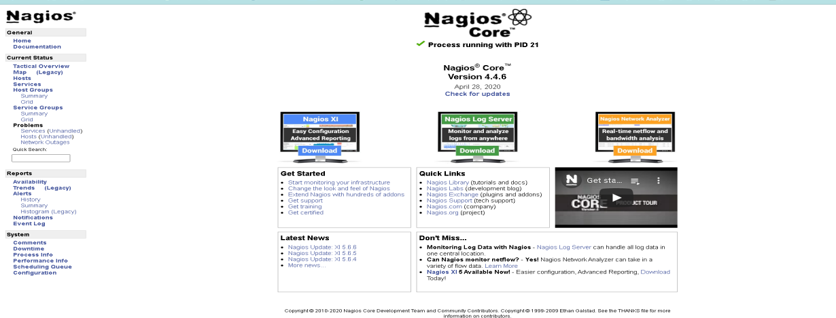 Nagios®
General
Home
Documentation
Current Status
Tactical Overview
Map (Legacy)
Hosts
Services
Host Groups
Summary
Grid
Service Groups
Summary
Grid
Problems
Services (Unhandled)
Hosts (Unhandled)
Network Outages
Quick Search:
Reports
Availability
Trends (Legacy)
Alerts
History
Summary
Histogram (Legacy)
Notifications
Event Log
System
Comments
Downtime
Process Info
Performance Info
Scheduling Queue
Configuration
Nagios®
Core™
Process running with PID 21
Nagios® Core™
Version 4.4.6
April 28, 2020
Check for updates
Nagios XI
Easy Configuration
Advanced Reporting
Download
Nagios Log Server
Monitor and analyze
logs from anywhere
Download
Nagios Network Analyzer
Real-time netflow and
bandwidth analysis
Download
Get Started
Start monitoring your infrastructure
Change the look and feel of Nagios
Extend Nagios with hundreds of addons
Get support
Get training
Get certified
Quick Links
Nagios Library (tutorials and docs)
Nagios Labs (development blog)
Nagios Exchange (plugins and addons)
Nagios Support (tech support)
Nagios.com (company)
Nagios.org (project)
N Get sta...
NAGIOS
CORE PRODUCT TOUR
Latest News
Nagios Update: XI 5.8.6
Nagios Update: XI 5.8.5
Nagios Update: XI 5.8.4
More news...
Don't Miss...
Monitoring Log Data with Nagios - Nagios Log Server can handle all log data in
one central location.
Can Nagios monitor netflow? - Yes! Nagios Network Analyzer can take in a
variety of flow data. Learn More
Nagios XI 5 Available Now! - Easier configuration, Advanced Reporting, Download
Today!
Copyright © 2010-2020 Nagios Core Development Team and Community Contributors. Copyright © 1999-2009 Ethan Galstad. See the THANKS file for more
information on contributors.